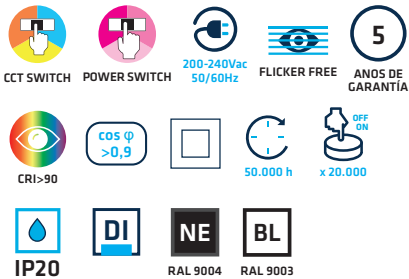 CCT SWITCH
POWER SWITCH
200-240Vac
50/60Hz
FLICKER FREE
5
ANOS DE
GARANTÍA
CRI>90
cos φ
>0,9
50.000 h
OFF
ON
x 20.000
IP20
DI
NE
RAL 9004
BL
RAL 9003